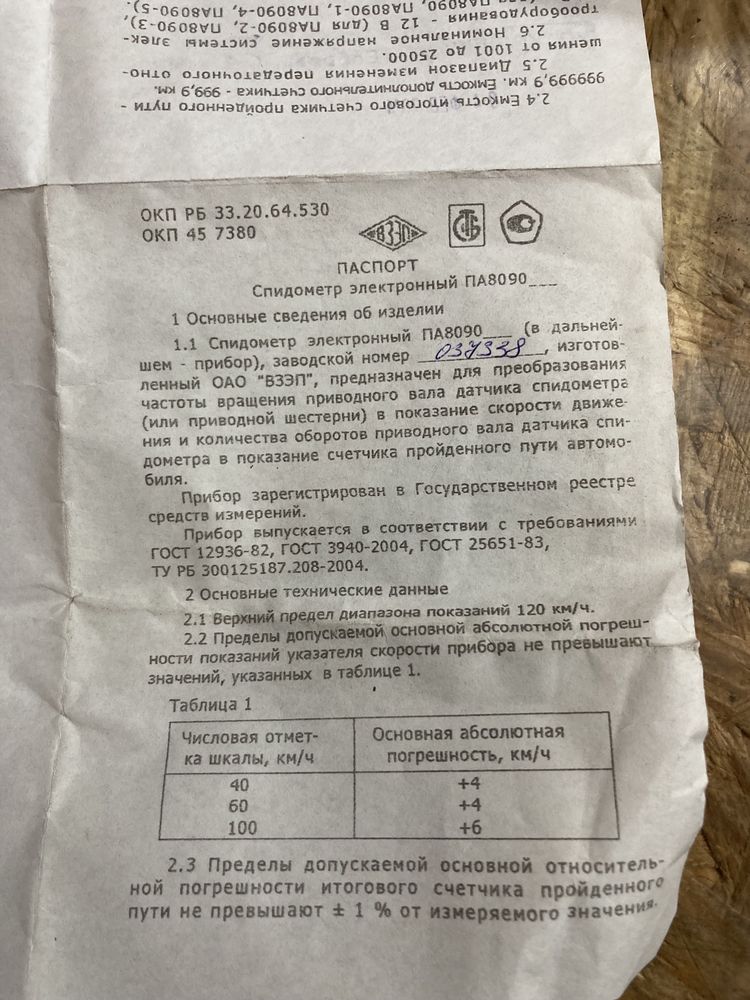 ОКП РБ 33.20.64.530
ОКП 45 7380
ВЗЭП
ПАСПОРТ
Спидометр электронный ПА8090___
1 Основные сведения об изделии
1.1 Спидометр электронный ПА8090___ (в дальней-
шем - прибор), заводской номер 037338, изготов-
ленный ОАО "ВЗЭП", предназначен для преобразования
частоты вращения приводного вала датчика спидометра
(или приводной шестерни) в показание скорости движе-
ния и количества оборотов приводного вала датчика спи-
дометра в показание счетчика пройденного пути автомо-
биля.
Прибор зарегистрирован в Государственном реестре
средств измерений.
Прибор выпускается в соответствии с требованиями
ГОСТ 12936-82, ГОСТ 3940-2004, ГОСТ 25651-83,
ТУ РБ 300125187.208-2004.
2 Основные технические данные
2.1 Верхний предел диапазона показаний 120 км/ч.
2.2 Пределы допускаемой основной абсолютной погреш-
ности показаний указателя скорости прибора не превышают
значений, указанных в таблице 1.
Таблица 1
Числовая отмет-
ка шкалы, км/ч
Основная абсолютная
погрешность, км/ч
40 +4
60 +4
100 +6
2.3 Пределы допускаемой основной относитель-
ной погрешности итогового счетчика пройденного
пути не превышают ± 1 % от измеряемого значения.
2.4 Емкость итогового счетчика пройденного пути -
999999,9 км. Емкость дополнительного счетчика - 999,9 км.
2.5 Диапазон изменения передаточного отно-
шения от 1001 до 25000.
2.6 Номинальное напряжение системы элек-
трооборудования - 12 В (для ПА8090-2, ПА8090-3),
ПА8090, ПА8090-1, ПА8090-4, ПА8090-5).